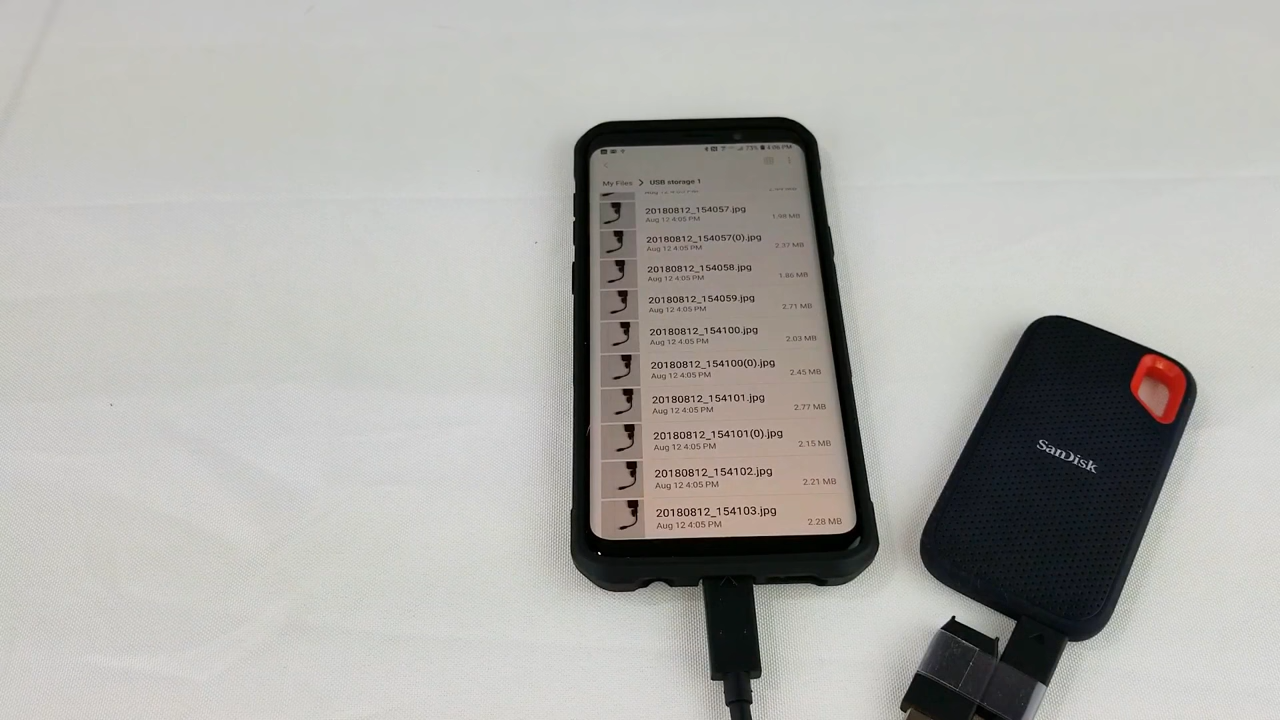 73% 4:06 PM
My Files > USB storage 1
20180812_154057.jpg
Aug 12 4:05 PM 1.98 MB
20180812_154057(0).jpg
Aug 12 4:05 PM 2.37 MB
20180812_154058.jpg
Aug 12 4:05 PM 1.86 MB
20180812_154059.jpg
Aug 12 4:05 PM 2.71 MB
20180812_154100.jpg
Aug 12 4:05 PM 2.03 MB
20180812_154100(0).jpg
Aug 12 4:05 PM 2.45 MB
20180812_154101.jpg
Aug 12 4:05 PM 2.77 MB
20180812_154101(0).jpg
Aug 12 4:05 PM 2.15 MB
20180812_154102.jpg
Aug 12 4:05 PM 2.21 MB
20180812_154103.jpg
Aug 12 4:05 PM 2.28 MB
SanDisk